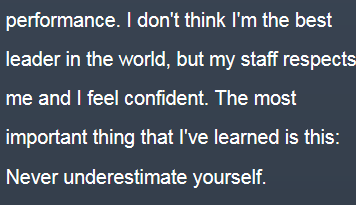 performance. I don't think I'm the best
leader in the world, but my staff respects
me and I feel confident. The most
important thing that I've learned is this:
Never underestimate yourself.